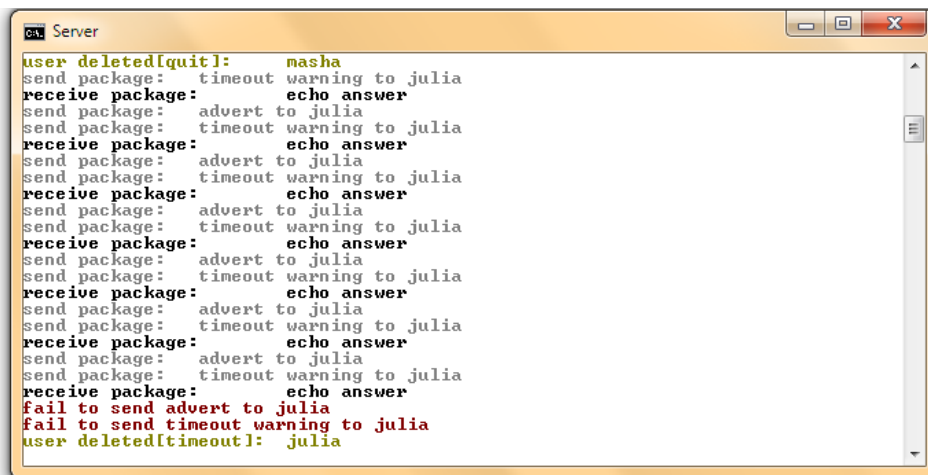 Server
user deleted[quit]: masha
send package: timeout warning to julia
receive package: echo answer
send package: advert to julia
send package: timeout warning to julia
receive package: echo answer
send package: advert to julia
send package: timeout warning to julia
receive package: echo answer
send package: advert to julia
send package: timeout warning to julia
receive package: echo answer
send package: advert to julia
send package: timeout warning to julia
receive package: echo answer
send package: advert to julia
send package: timeout warning to julia
receive package: echo answer
send package: advert to julia
send package: timeout warning to julia
receive package: echo answer
fail to send advert to julia
fail to send timeout warning to julia
user deleted[timeout]: julia